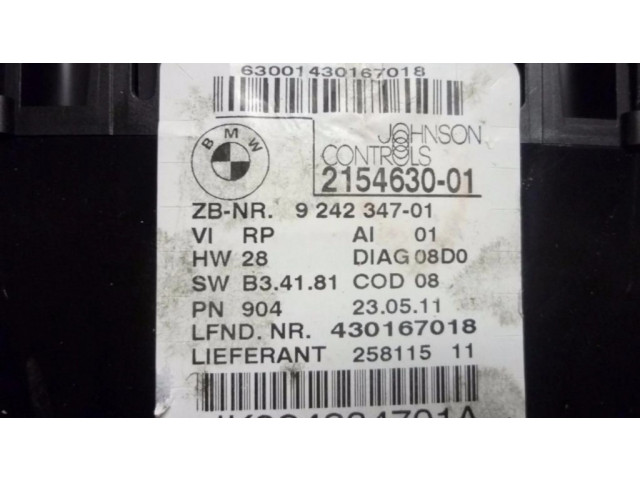 63001430167018
BMW
JOHNSON
CONTROLS
2154630-01
ZB-NR. 9 242 347-01
VI RP AI 01
HW 28 DIAG 08D0
SW B3.41.81 COD 08
PN 904 23.05.11
LFND. NR. 430167018
LIEFERANT 258115 11